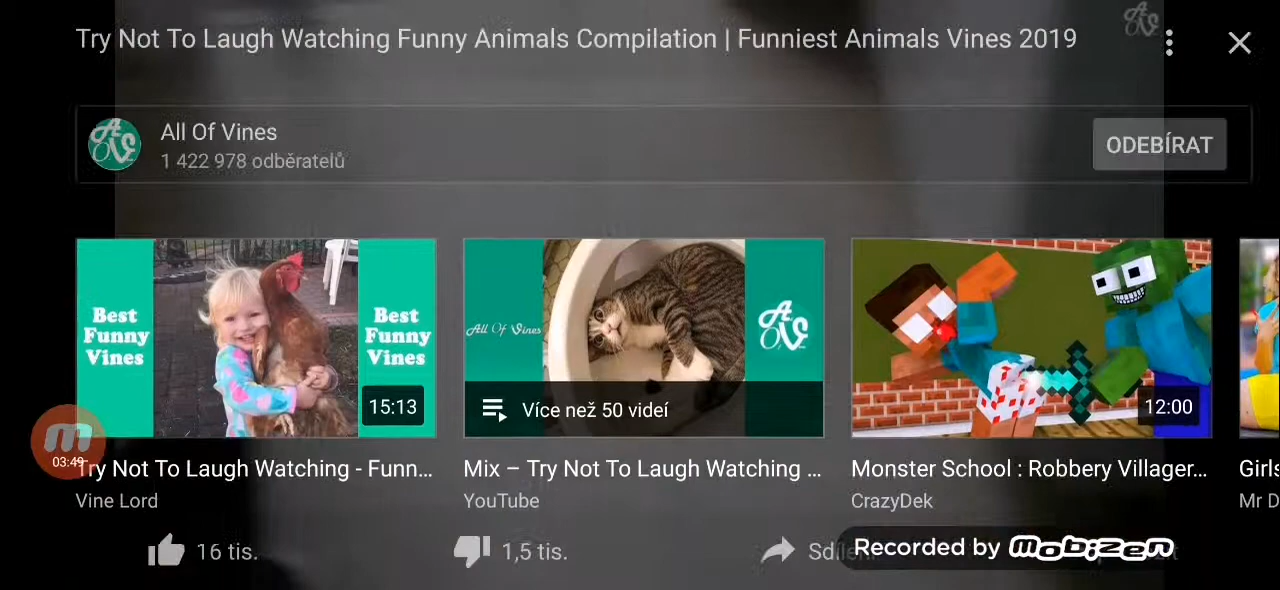 Try Not To Laugh Watching Funny Animals Compilation | Funniest Animals Vines 2019
All Of Vines
1 422 978 odběratelů
ODEBÍRAT
Best
Funny
Vines
Best
Funny
Vines
15:13
All Of Vines
Více než 50 videí
12:00
03:49
Try Not To Laugh Watching - Funn...
Vine Lord
Mix – Try Not To Laugh Watching ...
YouTube
Monster School : Robbery Villager...
CrazyDek
Girls
Mr D
16 tis.
1,5 tis.
Recorded by Mobizen